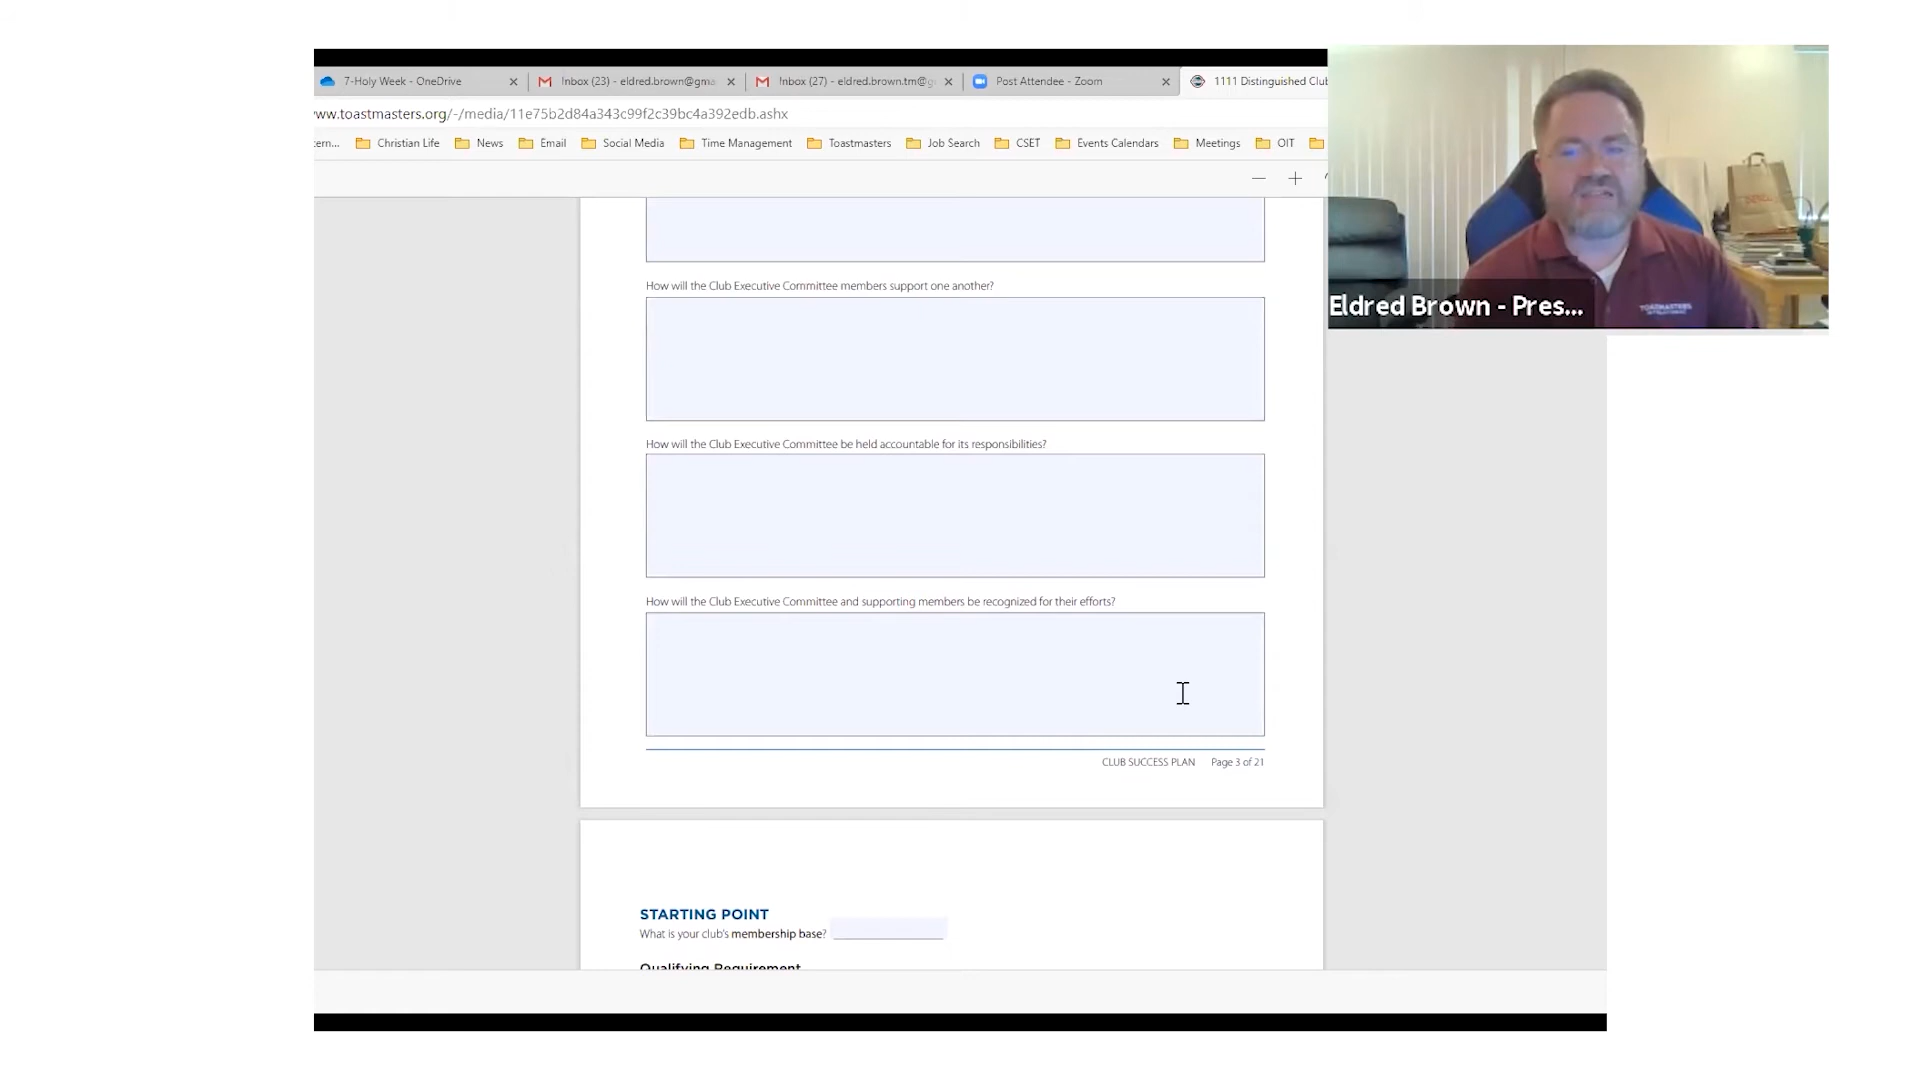 7-Holy Week - OneDrive
Inbox (23) - eldred.brown@gma
Inbox (27) - eldred.brown.tm@g
Post Attendee - Zoom
1111 Distinguished Club
www.toastmasters.org/-/media/11e75b2d84a343c99f2c39bc4a392edb.ashx
tern...
Christian Life
News
Email
Social Media
Time Management
Toastmasters
Job Search
CSET
Events Calendars
Meetings
OIT
How will the Club Executive Committee members support one another?
How will the Club Executive Committee be held accountable for its responsibilities?
How will the Club Executive Committee and supporting members be recognized for their efforts?
CLUB SUCCESS PLAN Page 3 of 21
STARTING POINT
What is your club's membership base?
Qualifying Requirement
Eldred Brown - Pres...
TOASTMASTERS
INTERNATIONAL